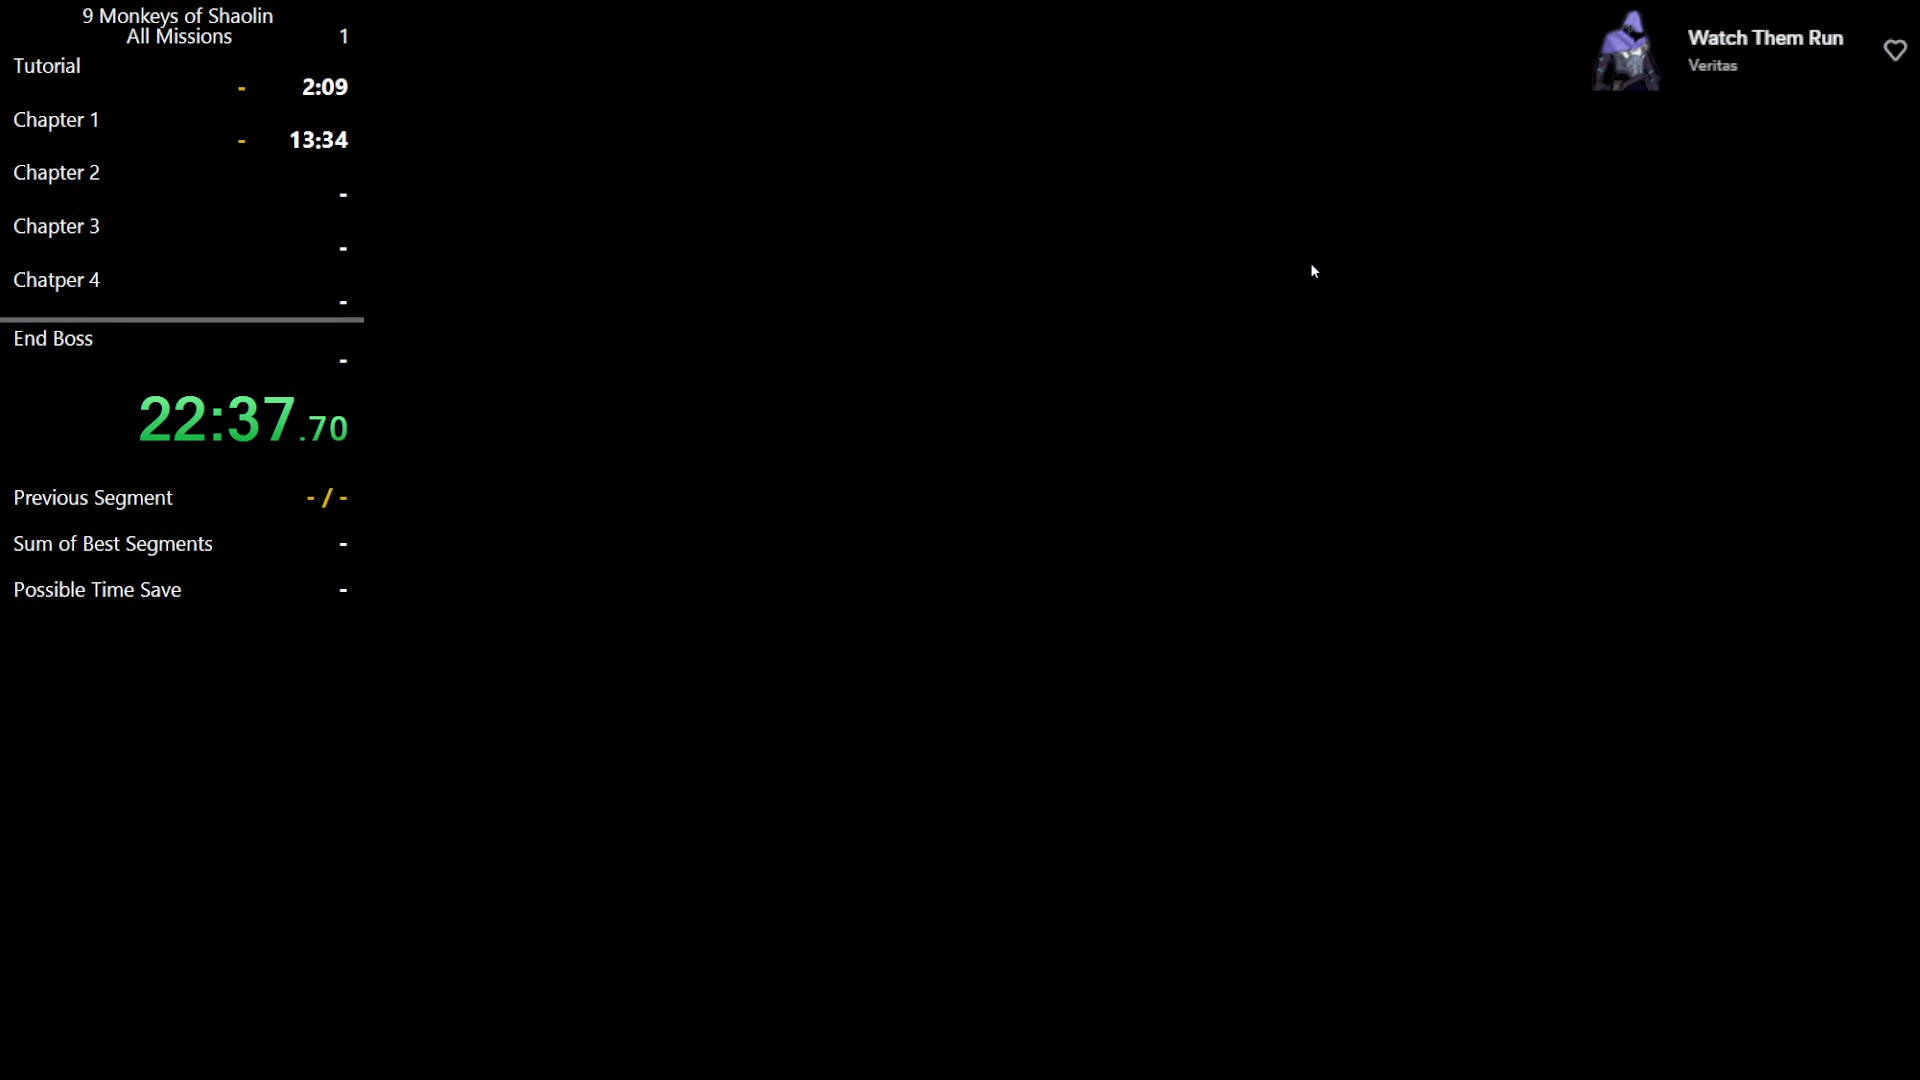 9 Monkeys of Shaolin
All Missions 1
Tutorial
- 2:09
Chapter 1
- 13:34
Chapter 2
-
Chapter 3
-
Chatper 4
-
End Boss
-
22:37.70
Previous Segment - / -
Sum of Best Segments -
Possible Time Save -
Watch Them Run
Veritas